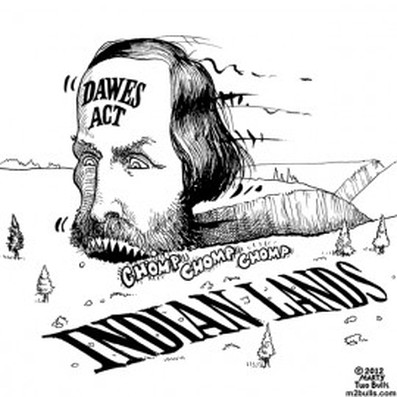 DAWES
ACT
CHOMP CHOMP CHOMP
INDIAN LANDS
© 2012
MARTY
TWO BULLS
m2bulls.com